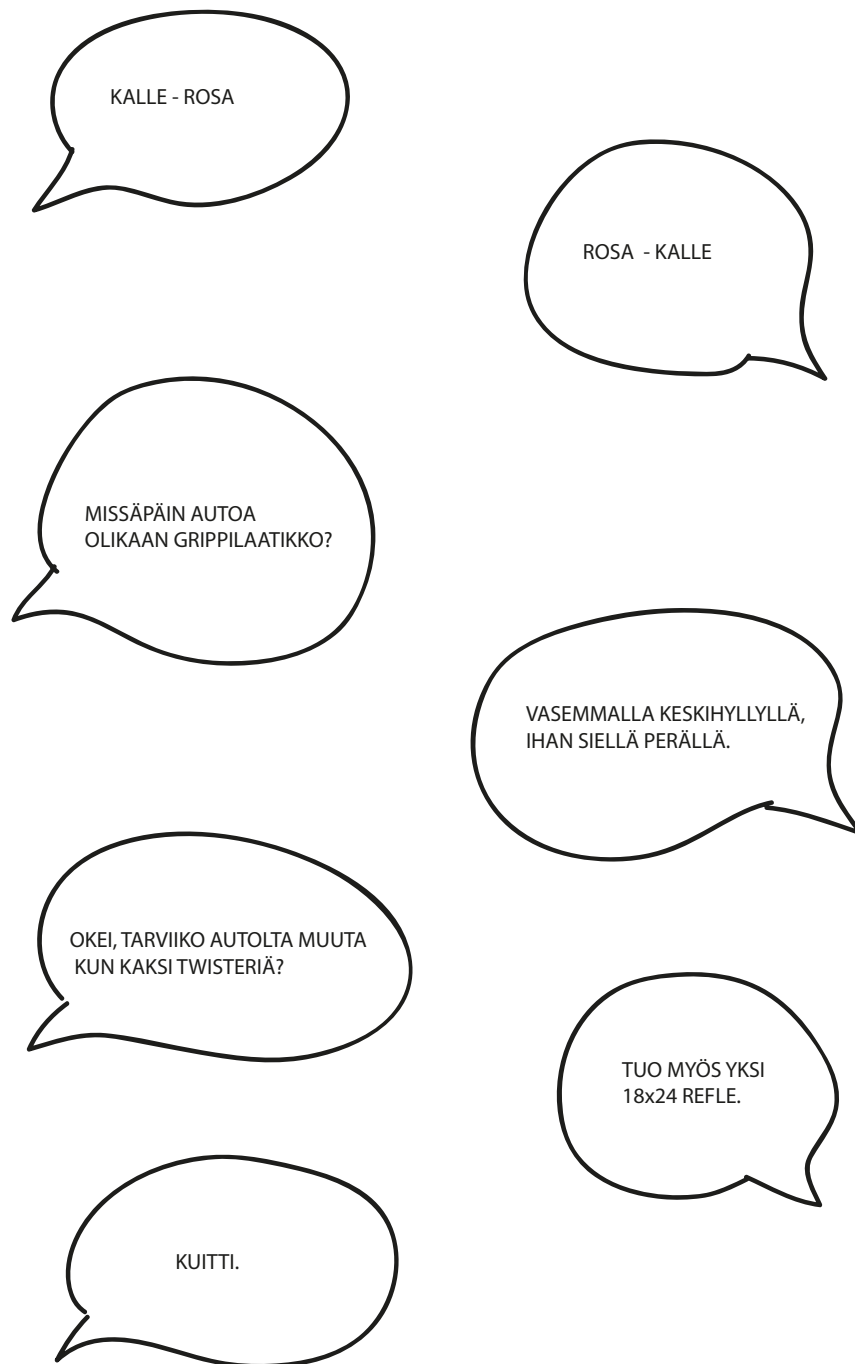 KALLE - ROSA
ROSA - KALLE
MISSÄPÄIN AUTOA
OLIKAAN GRIPPILAATIKKO?
VASEMMALLA KESKIHYLLYLLÄ,
IHAN SIELLÄ PERÄLLÄ.
OKEI, TARVIIKO AUTOLTA MUUTA
KUN KAKSI TWISTERIÄ?
TUO MYÖS YKSI
18x24 REFLE.
KUITTI.